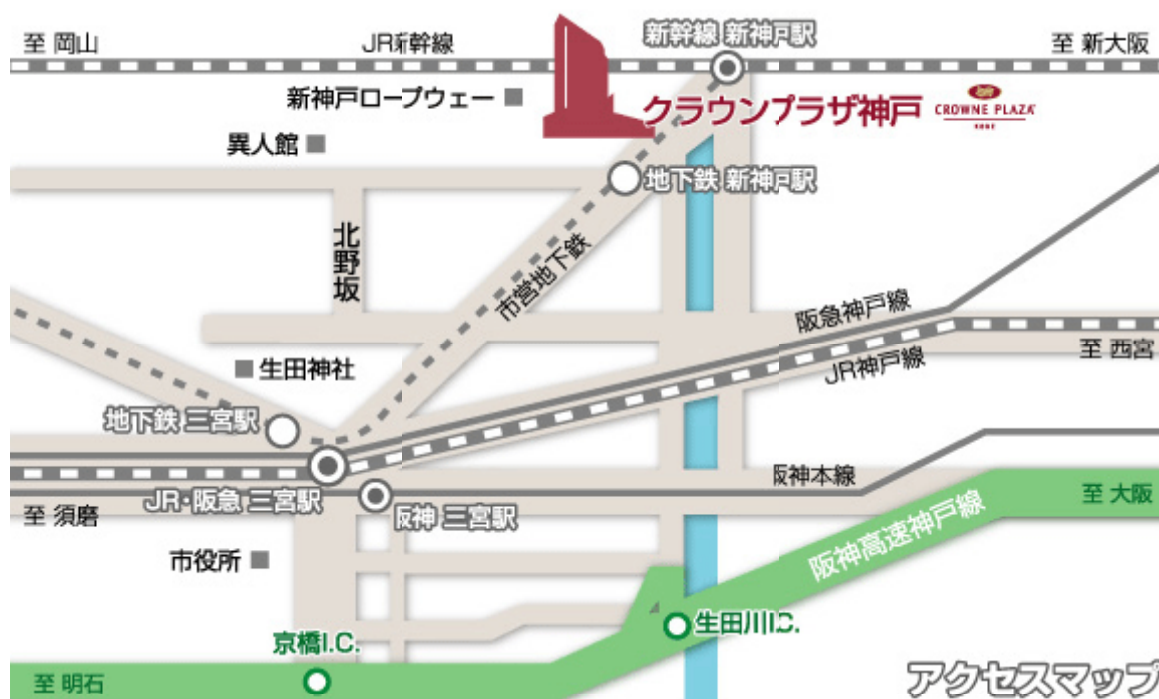 至 岡山
JR新幹線
新幹線 新神戸駅
至 新大阪
新神戸ロープウェー
クラウンプラザ神戸
CROWNE PLAZA
KOBE
異人館
地下鉄 新神戸駅
北野坂
市営地下鉄
阪急神戸線
JR神戸線
至 西宮
生田神社
地下鉄 三宮駅
阪神本線
JR・阪急 三宮駅
阪神 三宮駅
至 須磨
至 大阪
阪神高速神戸線
市役所
生田川I.C.
京橋I.C.
至 明石
アクセスマップ